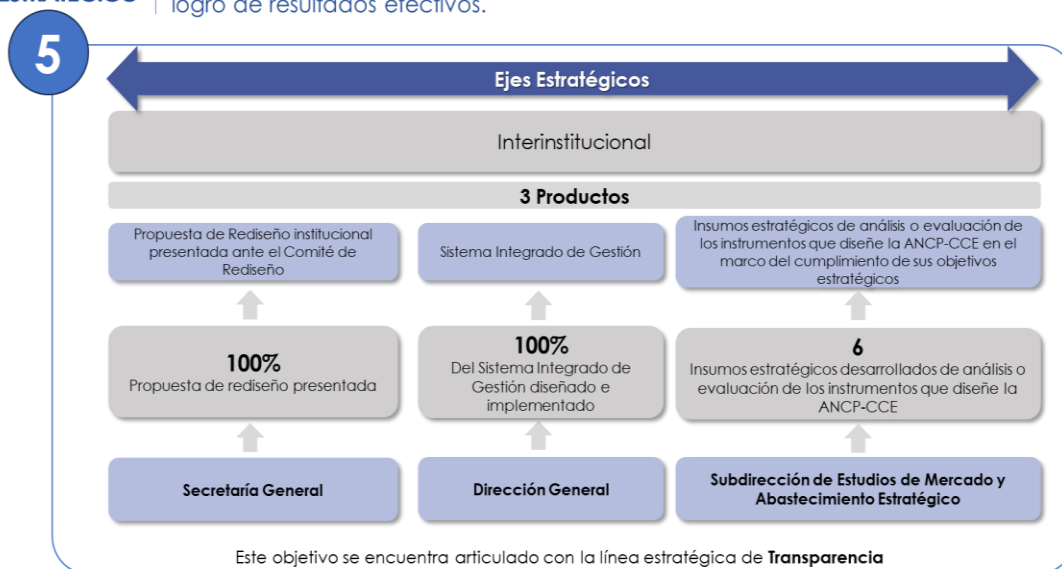 logro de resultados efectivos.
5
Ejes Estratégicos
Interinstitucional
3 Productos
Propuesta de Rediseño institucional
presentada ante el Comité de
Rediseño
Sistema Integrado de Gestión
Insumos estratégicos de análisis o evaluación de
los instrumentos que diseñe la ANCP-CCE en el
marco del cumplimiento de sus objetivos
estratégicos
100%
Propuesta de rediseño presentada
100%
Del Sistema Integrado de
Gestión diseñado e
implementado
6
Insumos estratégicos desarrollados de análisis o
evaluación de los instrumentos que diseñe la
ANCP-CCE
Secretaría General
Dirección General
Subdirección de Estudios de Mercado y
Abastecimiento Estratégico
Este objetivo se encuentra articulado con la línea estratégica de Transparencia